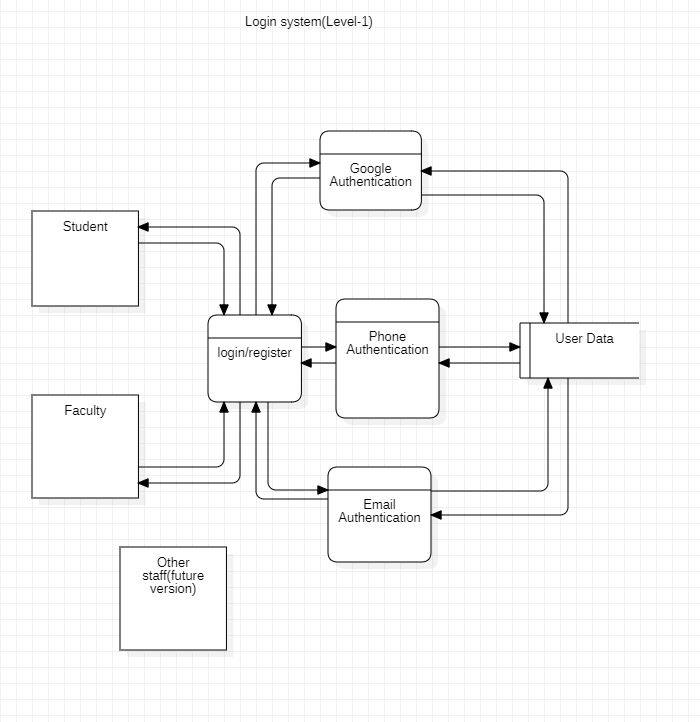 Login system(Level-1)
Google
Authentication
Student
Phone
Authentication
User Data
login/register
Faculty
Email
Authentication
Other
staff(future
version)